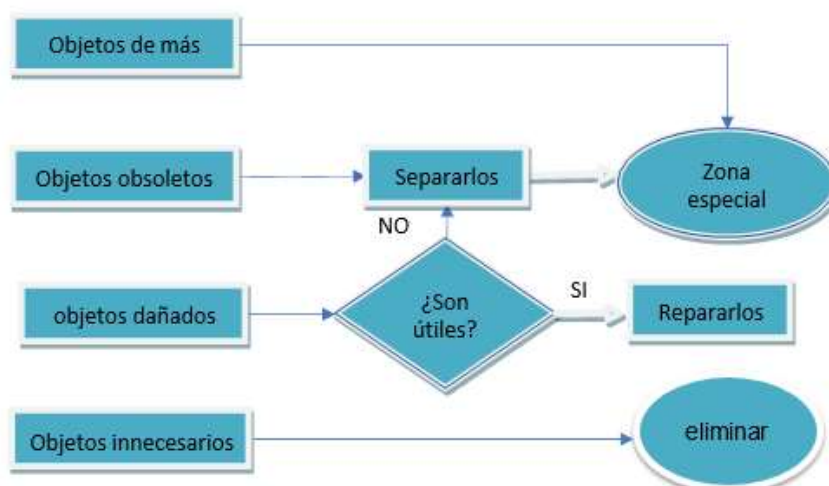 Objetos de más
Objetos obsoletos
Separarlos
Zona
especial
NO
objetos dañados
¿Son
útiles?
SI
Repararlos
Objetos innecesarios
eliminar